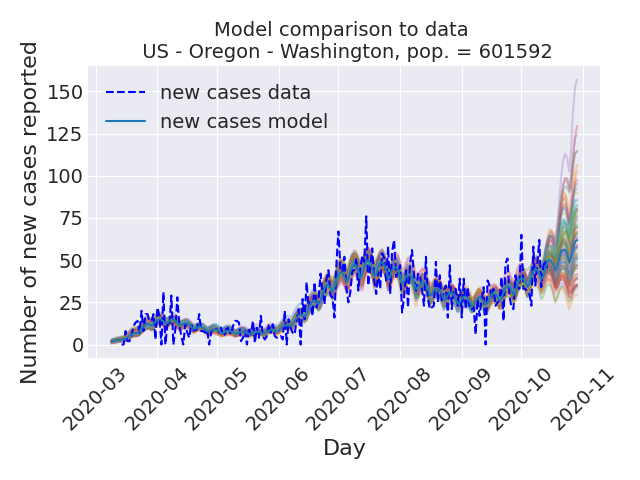 Model comparison to data
US - Oregon - Washington, pop. = 601592
Number of new cases reported
150
125
100
75
50
25
0
new cases data
new cases model
2020-03
2020-04
2020-05
2020-06
2020-07
2020-08
2020-09
2020-10
2020-11
Day